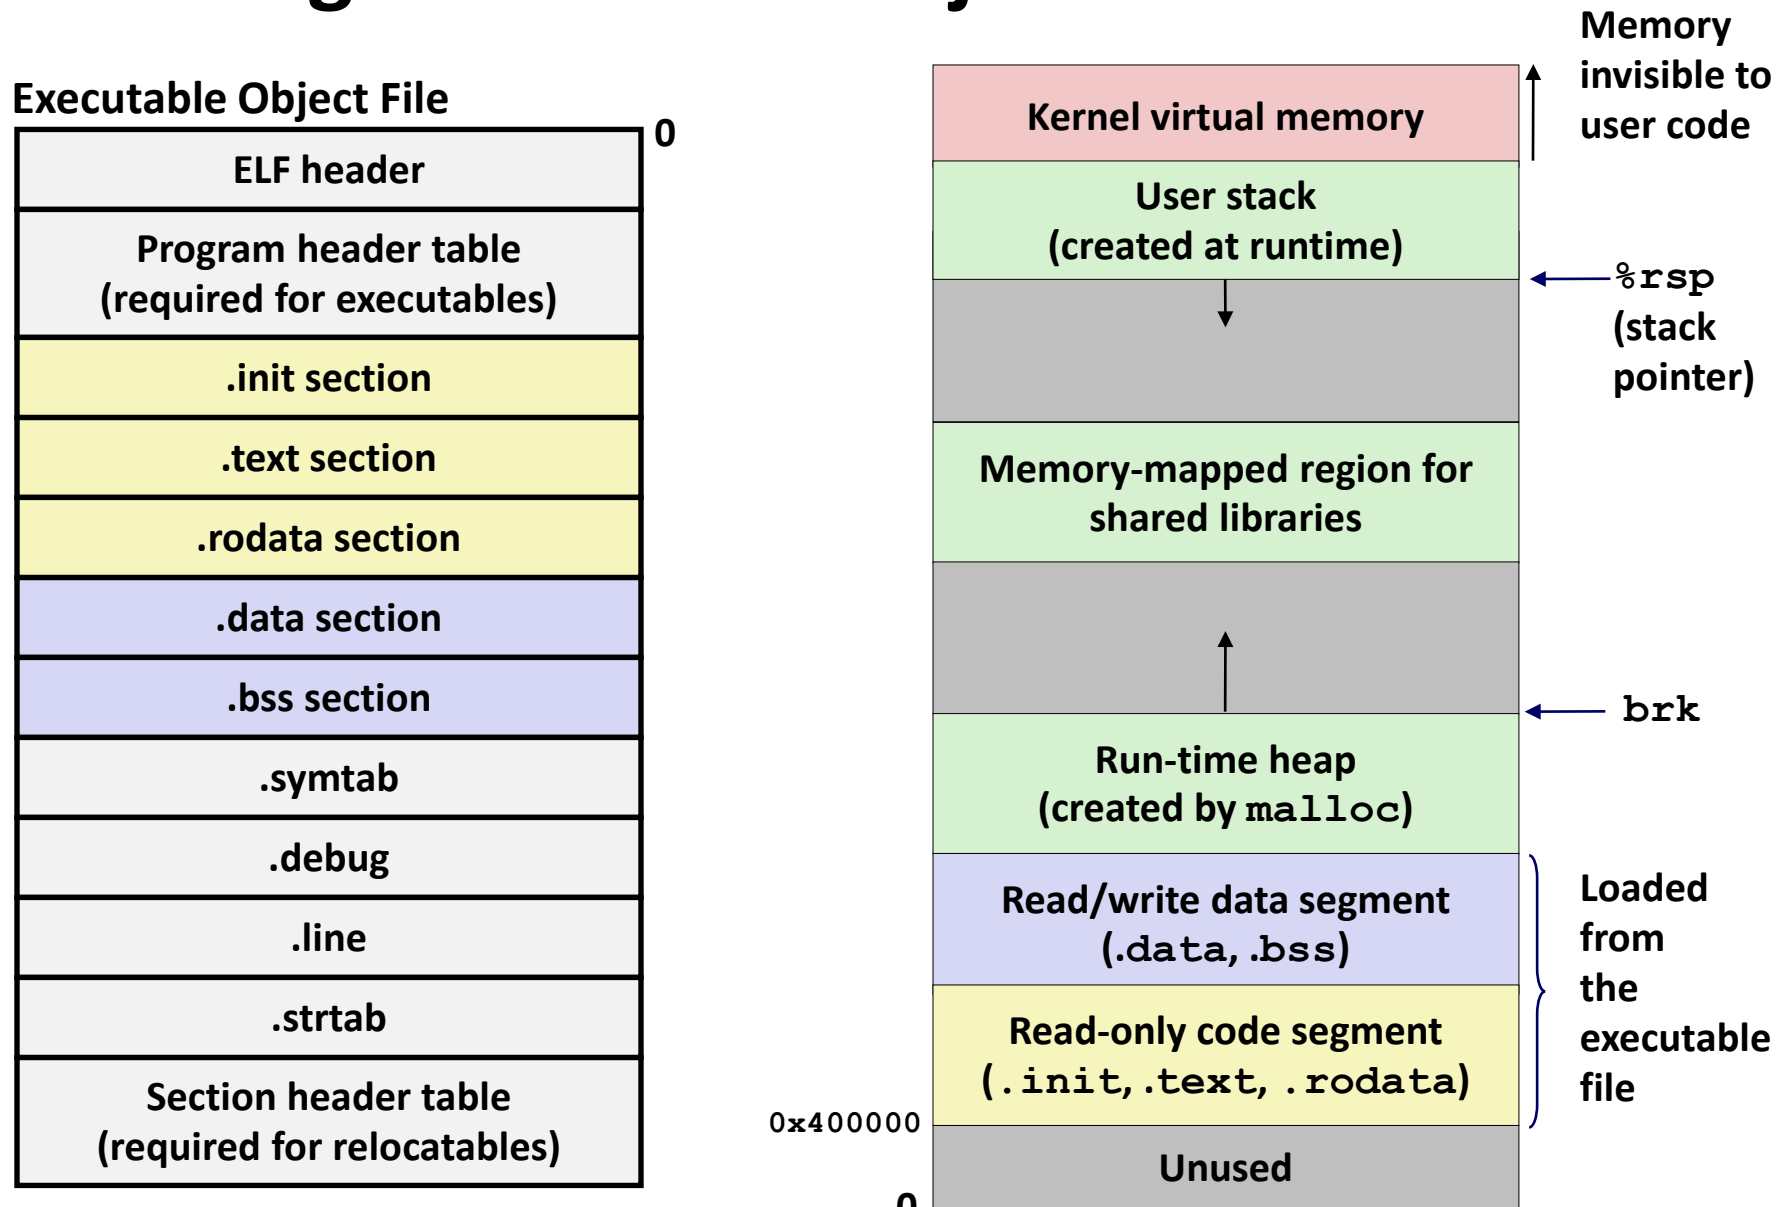 Executable Object File
0
ELF header
Program header table
(required for executables)
.init section
.text section
.rodata section
.data section
.bss section
.symtab
.debug
.line
.strtab
Section header table
(required for relocatables)
Kernel virtual memory
User stack
(created at runtime)
Memory-mapped region for
shared libraries
Run-time heap
(created by malloc)
Read/write data segment
(.data, .bss)
Read-only code segment
(.init, .text, .rodata)
Unused
0x400000
0
Memory
invisible to
user code
%rsp
(stack
pointer)
brk
Loaded
from
the
executable
file